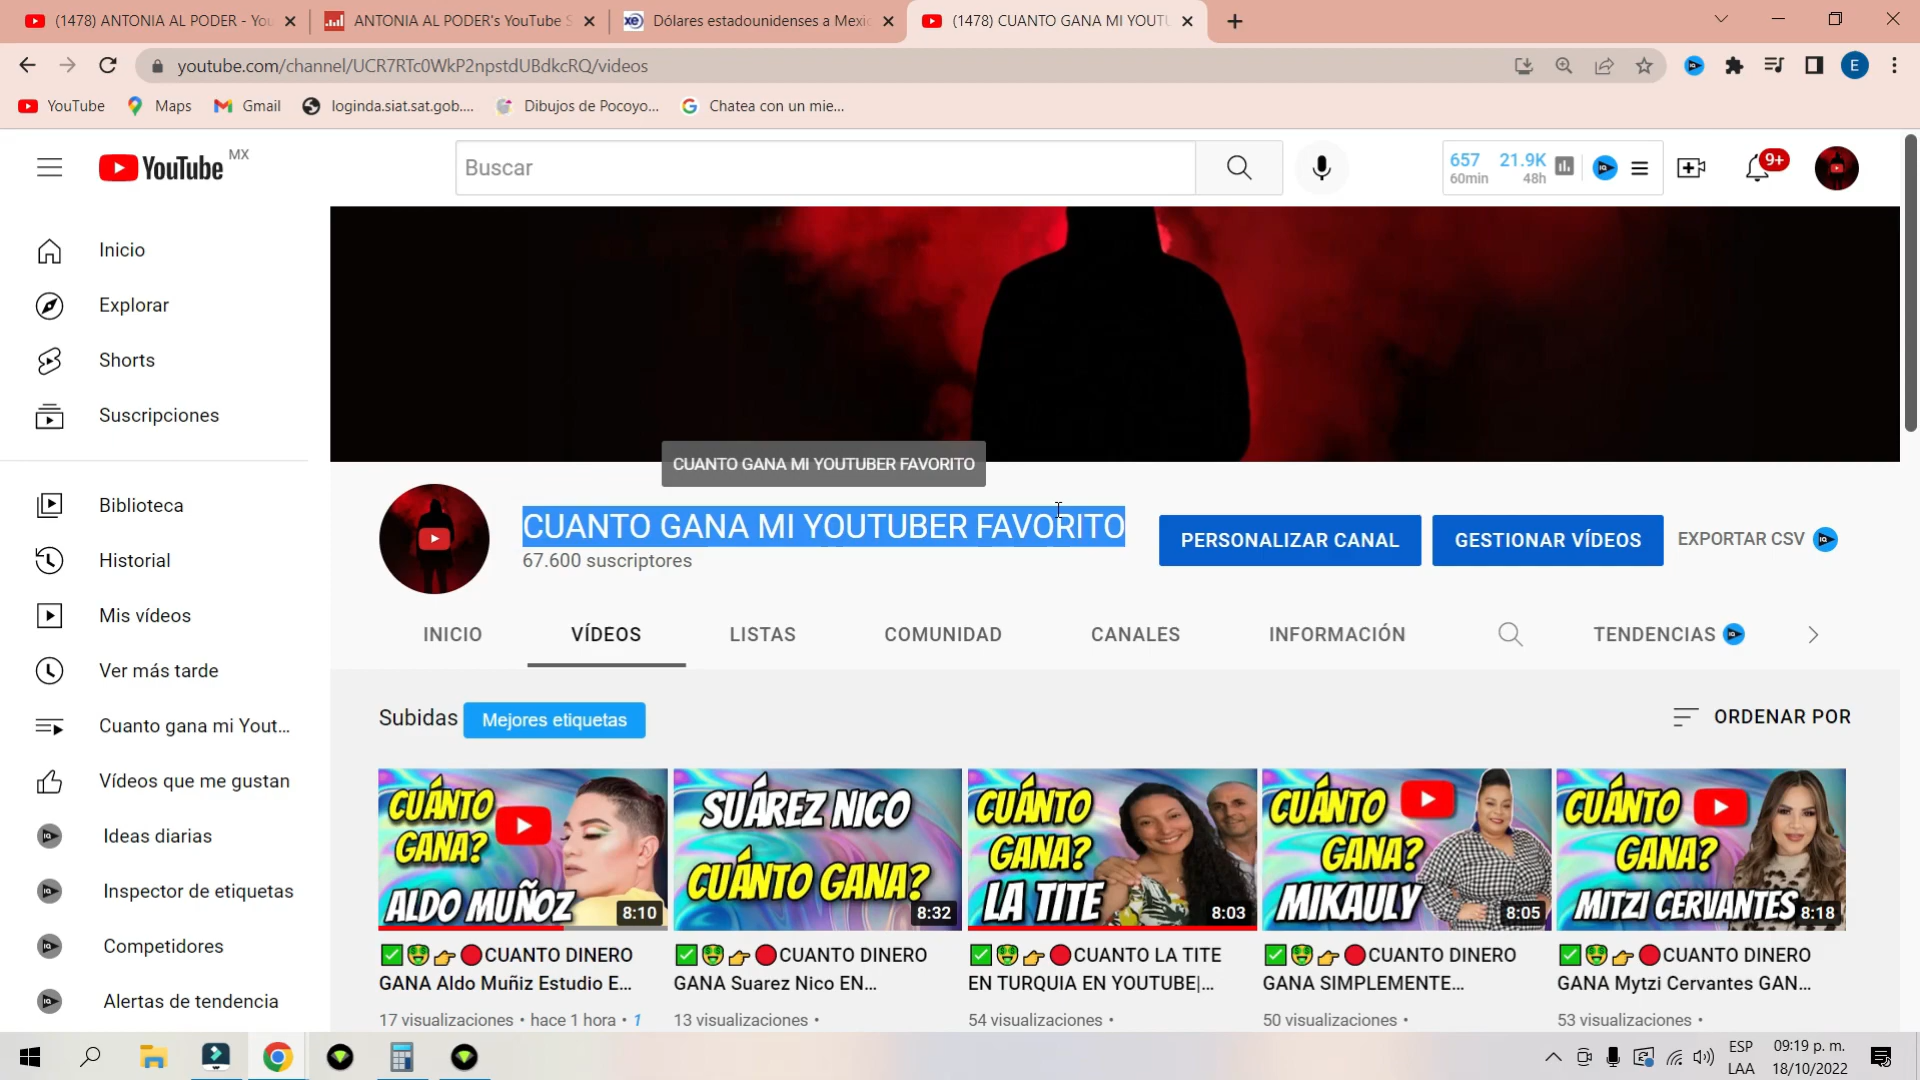 (1478) ANTONIA AL PODER - You
ANTONIA AL PODER's YouTube S
Dólares estadounidenses a Mexic
(1478) CUANTO GANA MI YOUTU
youtube.com/channel/UCR7RTc0WkP2npstdUBdkcRQ/videos
E
YouTube
Maps
Gmail
loginda.siat.sat.gob....
Dibujos de Pocoyo...
Chatea con un mie...
YouTube MX
Buscar
657 21.9K
60min 48h
9+
Inicio
Explorar
Shorts
Suscripciones
Biblioteca
Historial
Mis vídeos
Ver más tarde
Cuanto gana mi Yout...
Vídeos que me gustan
Ideas diarias
Inspector de etiquetas
Competidores
Alertas de tendencia
CUANTO GANA MI YOUTUBER FAVORITO
CUANTO GANA MI YOUTUBER FAVORITO
67.600 suscriptores
PERSONALIZAR CANAL
GESTIONAR VÍDEOS
EXPORTAR CSV
INICIO
VÍDEOS
LISTAS
COMUNIDAD
CANALES
INFORMACIÓN
TENDENCIAS
Subidas
Mejores etiquetas
ORDENAR POR
CUÁNTO
GANA?
ALDO MUÑOZ
8:10
✅🤑👉🔴CUANTO DINERO
GANA Aldo Muñiz Estudio E...
17 visualizaciones • hace 1 hora • 1
SUÁREZ NICO
CUÁNTO GANA?
8:32
✅🤑👉🔴CUANTO DINERO
GANA Suarez Nico EN...
13 visualizaciones •
CUÁNTO
GANA?
LA TITE
8:03
✅🤑👉🔴CUANTO LA TITE
EN TURQUIA EN YOUTUBE|...
54 visualizaciones •
CUÁNTO
GANA?
MIKAULY
8:05
✅🤑👉🔴CUANTO DINERO
GANA SIMPLEMENTE...
50 visualizaciones •
CUÁNTO
GANA?
MITZI CERVANTES
8:18
✅🤑👉🔴CUANTO DINERO
GANA Mytzi Cervantes GAN...
53 visualizaciones •
ESP
LAA
09:19 p. m.
18/10/2022